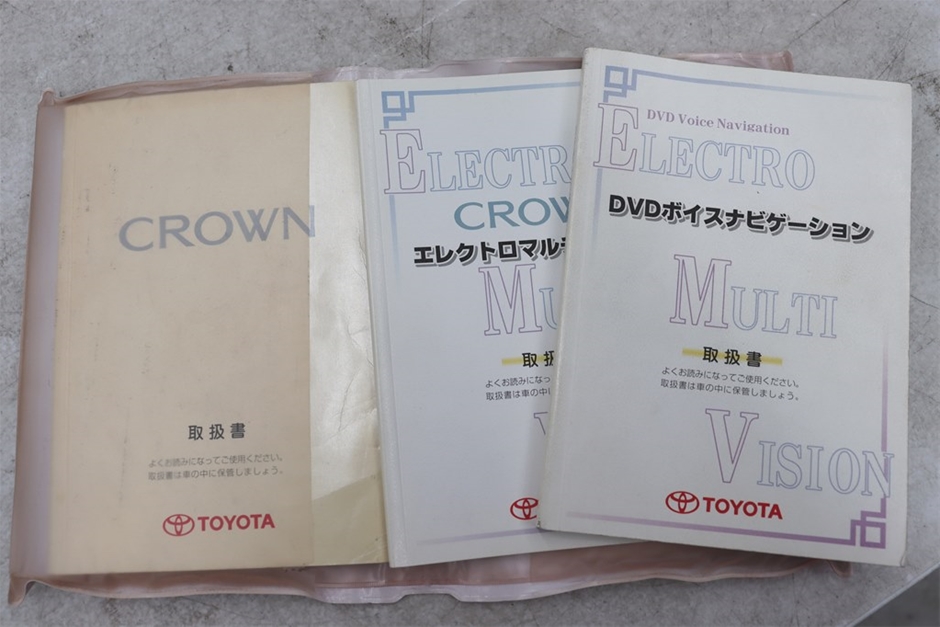 CROWN
取扱書
よくお読みになってご使用ください。
取扱書は車の中に保管しましょう。
TOYOTA
ELECTR
CROW
エレクトロマル
MU
取扱
よくお読みになっ
取扱書は車の中
V
DVD Voice Navigation
ELECTRO
DVDボイスナビゲーション
MULTI
取扱書
よくお読みになってご使用ください。
取扱書は車の中に保管しましょう。
VISION
TOYOTA